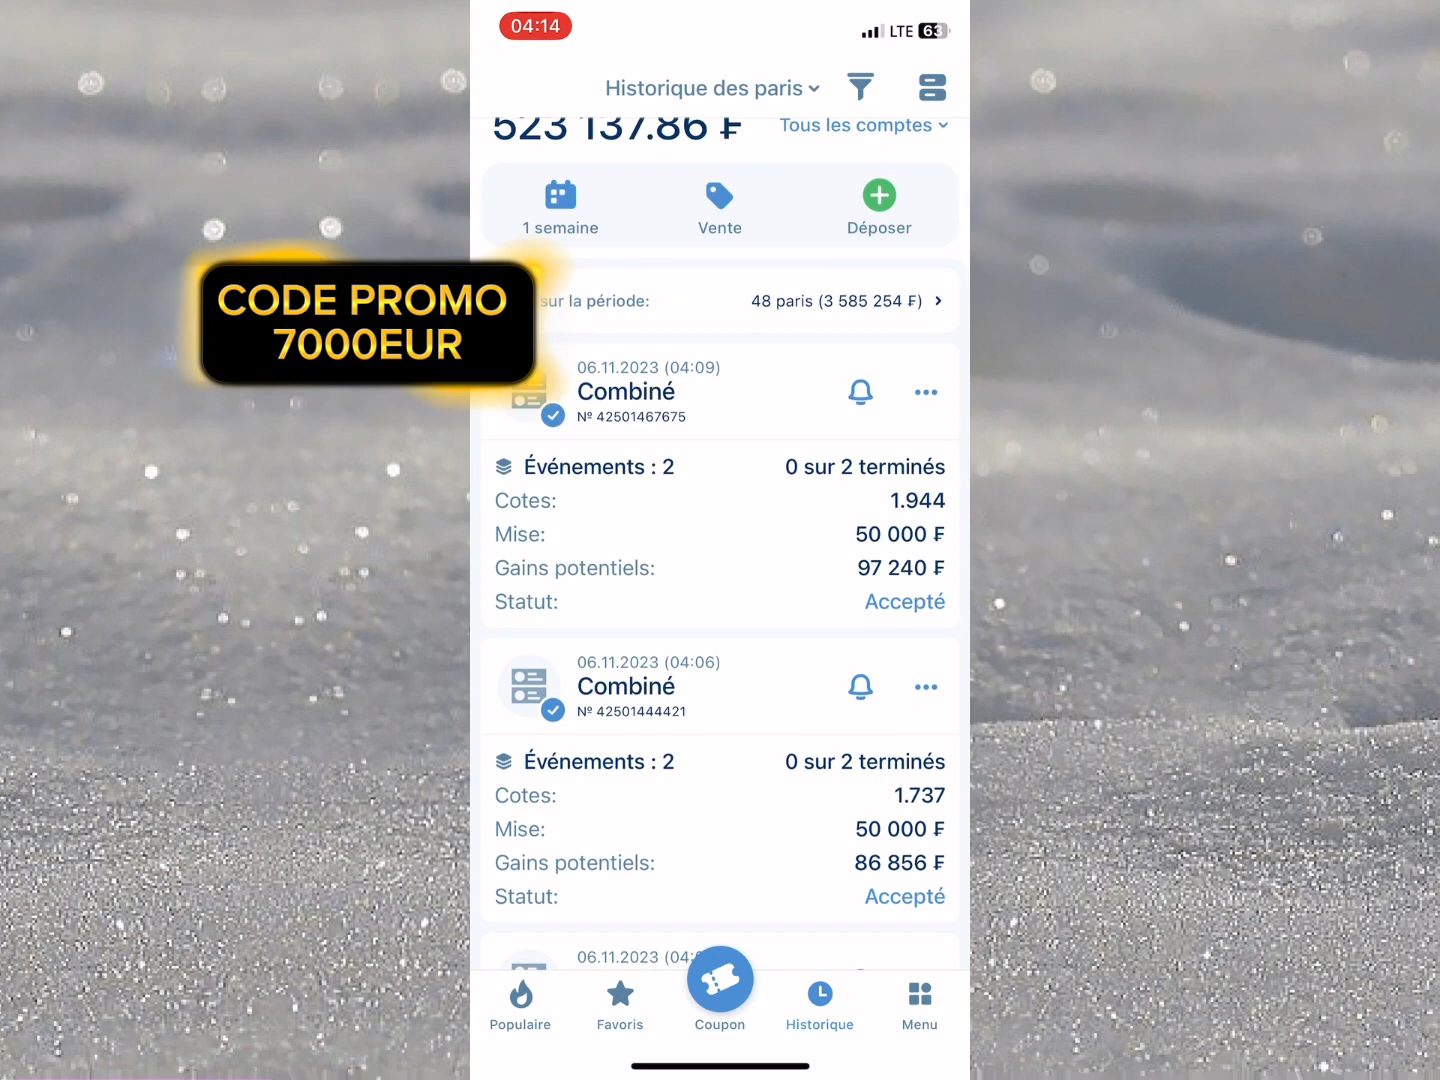 04:14
LTE 63
Historique des paris
523 137.86 ₣
Tous les comptes
1 semaine
Vente
Déposer
CODE PROMO
7000EUR
sur la période:
48 paris (3 585 254 ₣)
06.11.2023 (04:09)
Combiné
Nº 42501467675
Événements : 2
0 sur 2 terminés
Cotes:
1.944
Mise:
50 000 ₣
Gains potentiels:
97 240 ₣
Statut:
Accepté
06.11.2023 (04:06)
Combiné
Nº 42501444421
Événements : 2
0 sur 2 terminés
Cotes:
1.737
Mise:
50 000 ₣
Gains potentiels:
86 856 ₣
Statut:
Accepté
06.11.2023
Populaire
Favoris
Coupon
Historique
Menu